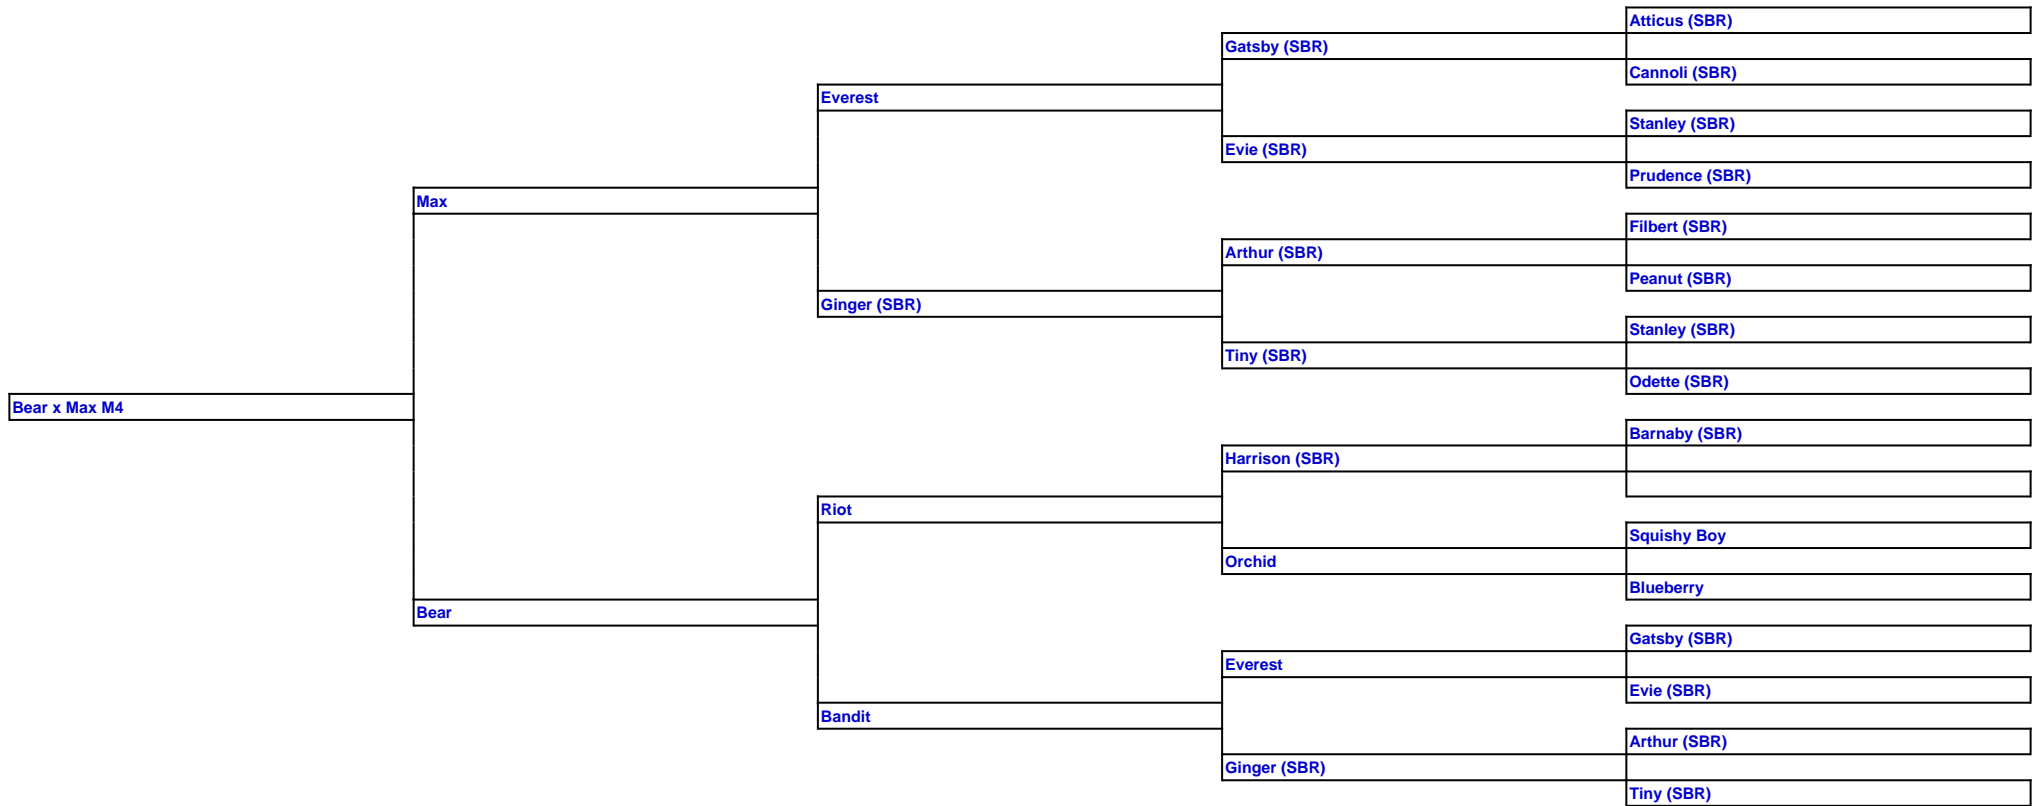 Atticus (SBR)
Gatsby (SBR)
Cannoli (SBR)
Everest
Stanley (SBR)
Evie (SBR)
Prudence (SBR)
Max
Filbert (SBR)
Arthur (SBR)
Peanut (SBR)
Ginger (SBR)
Stanley (SBR)
Tiny (SBR)
Odette (SBR)
Bear x Max M4
Barnaby (SBR)
Harrison (SBR)
Riot
Squishy Boy
Orchid
Blueberry
Bear
Gatsby (SBR)
Everest
Evie (SBR)
Bandit
Arthur (SBR)
Ginger (SBR)
Tiny (SBR)